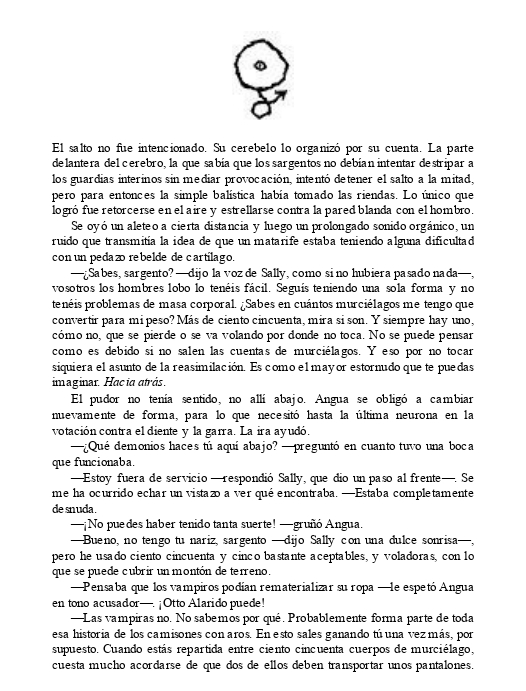 El salto no fue intencionado. Su cerebelo lo organizó por su cuenta. La parte
delantera del cerebro, la que sabía que los sargentos no debían intentar destripar a
los guardias interinos sin mediar provocación, intentó detener el salto a la mitad,
pero para entonces la simple balística había tomado las riendas. Lo único que
logró fue retorcerse en el aire y estrellarse contra la pared blanda con el hombro.
Se oyó un aleteo a cierta distancia y luego un prolongado sonido orgánico, un
ruido que transmitía la idea de que un matarife estaba teniendo alguna dificultad
con un pedazo rebelde de cartílago.
—¿Sabes, sargento? —dijo la voz de Sally, como si no hubiera pasado nada—,
vosotros los hombres lobo lo tenéis fácil. Seguís teniendo una sola forma y no
tenéis problemas de masa corporal. ¿Sabes en cuántos murciélagos me tengo que
convertir para mi peso? Más de ciento cincuenta, mira si son. Y siempre hay uno,
cómo no, que se pierde o se va volando por donde no toca. No se puede pensar
como es debido si no salen las cuentas de murciélagos. Y eso por no tocar
siquiera el asunto de la reasimilación. Es como el mayor estornudo que te puedas
imaginar. Hacia atrás.
El pudor no tenía sentido, no allí abajo. Angua se obligó a cambiar
nuevamente de forma, para lo que necesitó hasta la última neurona en la
votación contra el diente y la garra. La ira ayudó.
—¿Qué demonios haces tú aquí abajo? —preguntó en cuanto tuvo una boca
que funcionaba.
—Estoy fuera de servicio —respondió Sally, que dio un paso al frente—. Se
me ha ocurrido echar un vistazo a ver qué encontraba. —Estaba completamente
desnuda.
—¡No puedes haber tenido tanta suerte! —gruñó Angua.
—Bueno, no tengo tu nariz, sargento —dijo Sally con una dulce sonrisa—,
pero he usado ciento cincuenta y cinco bastante aceptables, y voladoras, con lo
que se puede cubrir un montón de terreno.
—Pensaba que los vampiros podían rematerializar su ropa —le espetó Angua
en tono acusador—. ¡Otto Alarido puede!
—Las vampiras no. No sabemos por qué. Probablemente forma parte de toda
esa historia de los camisones con aros. En esto sales ganando tú una vez más, por
supuesto. Cuando estás repartida entre ciento cincuenta cuerpos de murciélago,
cuesta mucho acordarse de que dos de ellos deben transportar unos pantalones.